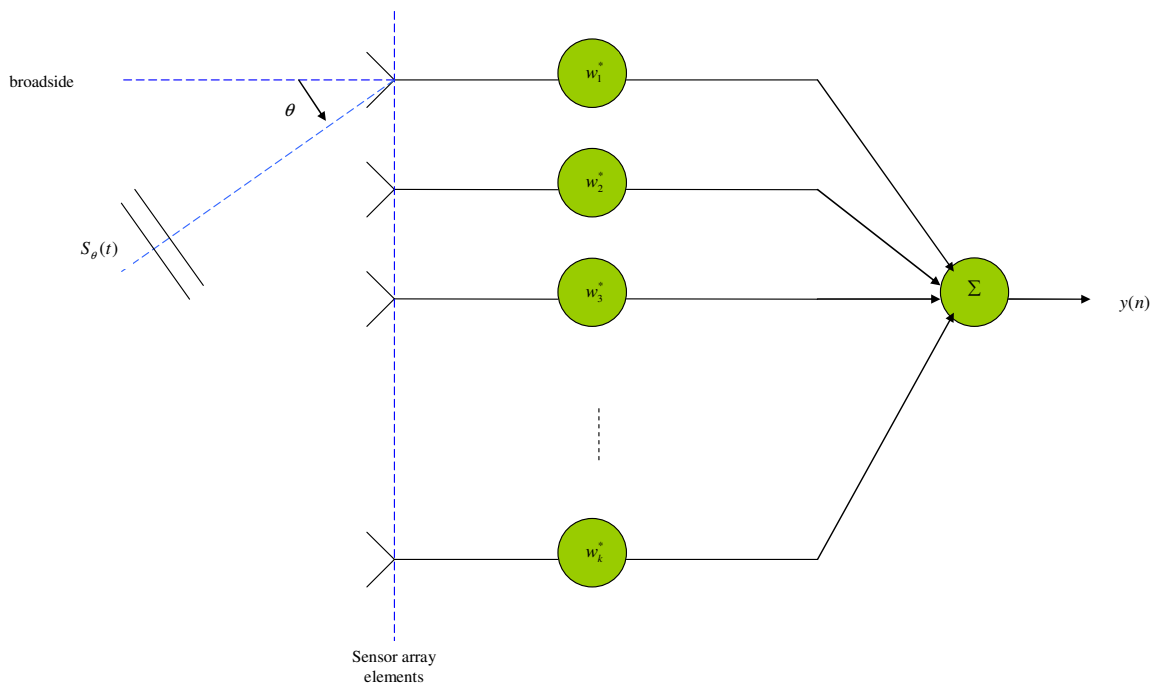 broadside
θ
S_θ(t)
w_1^*
w_2^*
w_3^*
w_k^*
Σ
y(n)
Sensor array
elements